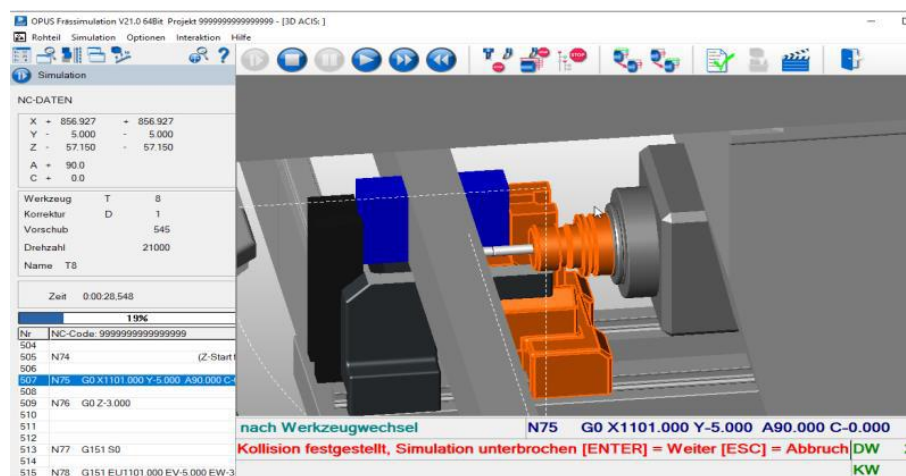 OPUS Frässimulation V21.0 64Bit Projekt 9999999999999999 - [3D ACIS: ]
Rohteil Simulation Optionen Interaktion Hilfe
Simulation
NC-DATEN
X + 856.927 + 856.927
Y - 5.000 - 5.000
Z - 57.150 - 57.150
A + 90.0
C + 0.0
Werkzeug T 8
Korrektur D 1
Vorschub 545
Drehzahl 21000
Name T8
Zeit 0:00:28,548
19%
Nr NC-Code: 9999999999999999
504
505 N74 (Z-Start
506
507 N75 G0 X1101.000 Y-5.000 A90.000 C-
508
509 N76 G0 Z-3.000
510
511
512
513 N77 G151 S0
514
515 N78 G151 EU1101.000 EV-5.000 EW-3
STOP
STOP
STOP
nach Werkzeugwechsel N75 G0 X1101.000 Y-5.000 A90.000 C-0.000
Kollision festgestellt, Simulation unterbrochen [ENTER] = Weiter [ESC] = Abbruch DW
KW